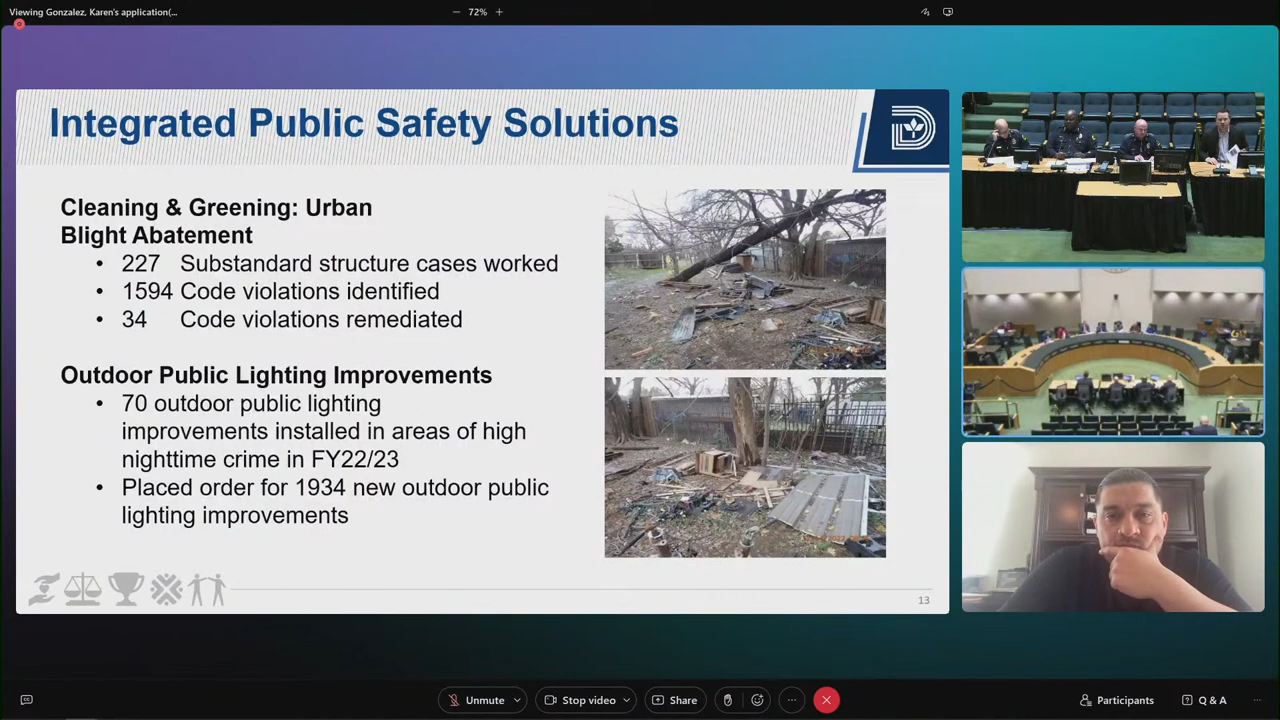 Viewing Gonzalez, Karen's application(...
72%
Integrated Public Safety Solutions
Cleaning & Greening: Urban
Blight Abatement
• 227 Substandard structure cases worked
• 1594 Code violations identified
• 34 Code violations remediated
Outdoor Public Lighting Improvements
• 70 outdoor public lighting
improvements installed in areas of high
nighttime crime in FY22/23
• Placed order for 1934 new outdoor public
lighting improvements
13
Unmute
Stop video
Share
Participants
Q & A